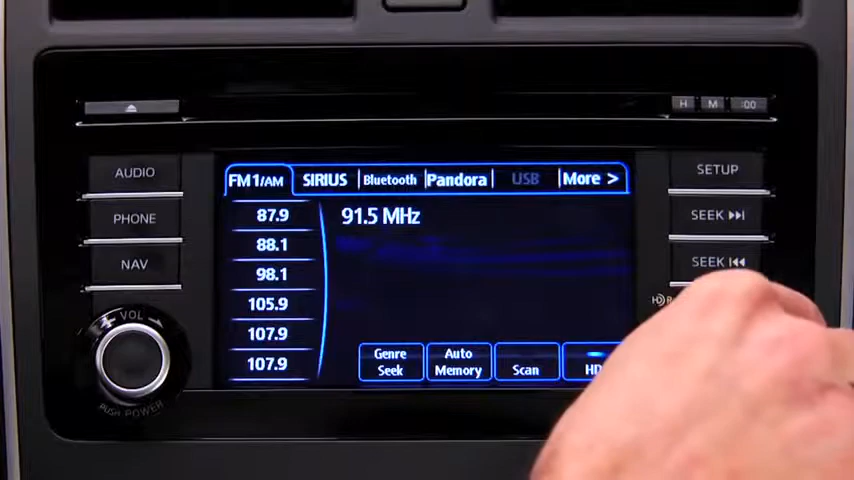 H M :00
AUDIO
PHONE
NAV
VOL
PUSH POWER
FM1/AM SIRIUS Bluetooth Pandora USB More >
87.9
88.1
98.1
105.9
107.9
107.9
91.5 MHz
Genre Seek
Auto Memory
Scan
HD
SETUP
SEEK
SEEK
HD R